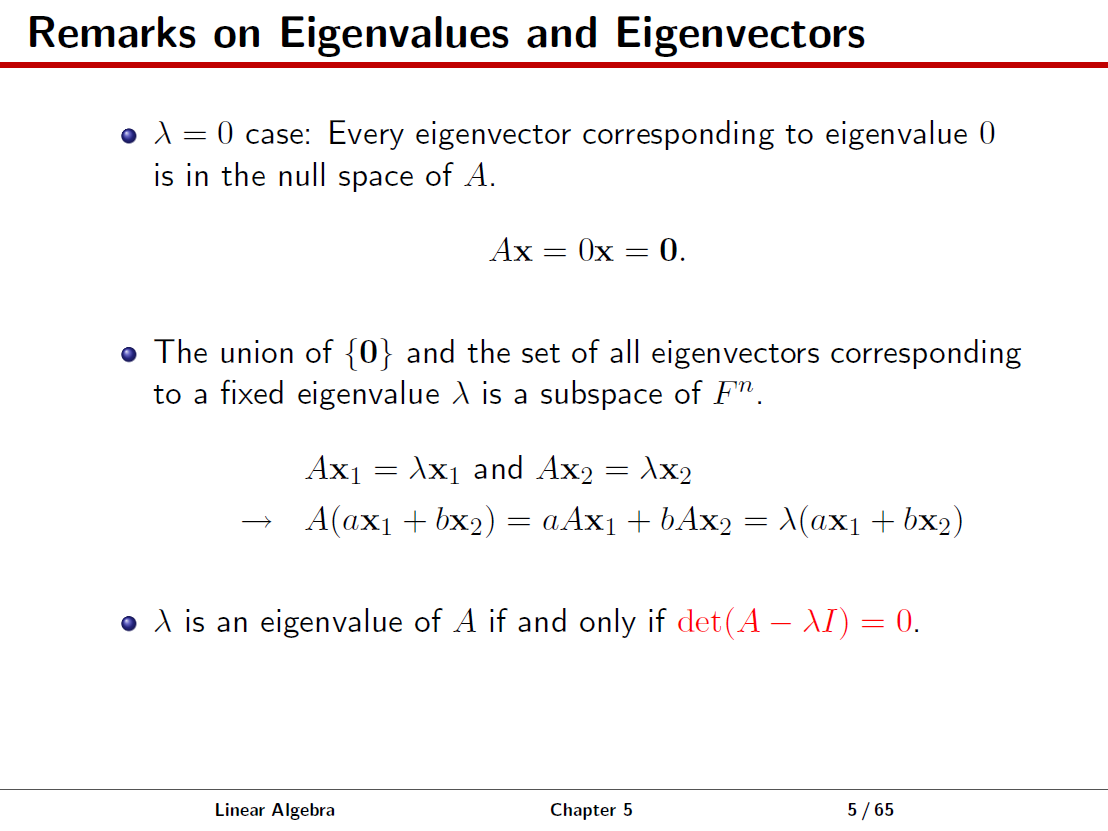 Remarks on Eigenvalues and Eigenvectors
λ = 0 case: Every eigenvector corresponding to eigenvalue 0
is in the null space of A.
Ax = 0x = 0.
The union of {0} and the set of all eigenvectors corresponding
to a fixed eigenvalue λ is a subspace of Fⁿ.
Ax₁ = λx₁ and Ax₂ = λx₂
→ A(ax₁ + bx₂) = aAx₁ + bAx₂ = λ(ax₁ + bx₂)
λ is an eigenvalue of A if and only if det(A − λI) = 0.
Linear Algebra Chapter 5 5 / 65